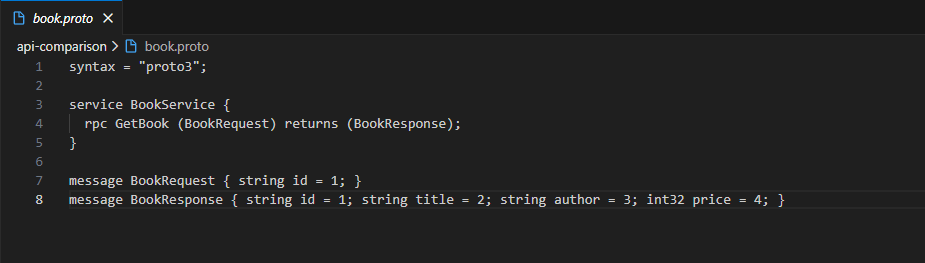 book.proto
api-comparison > book.proto
1 syntax = "proto3";
2
3 service BookService {
4 rpc GetBook (BookRequest) returns (BookResponse);
5 }
6
7 message BookRequest { string id = 1; }
8 message BookResponse { string id = 1; string title = 2; string author = 3; int32 price = 4; }